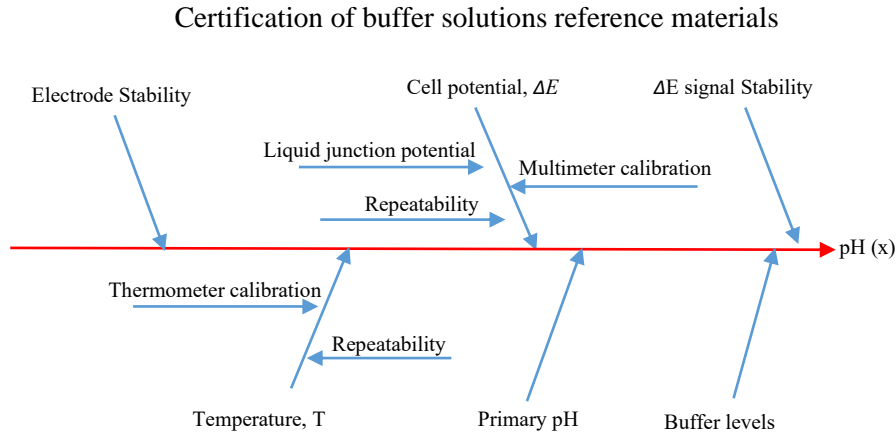 Certification of buffer solutions reference materials
Electrode Stability
Cell potential, ΔE
ΔE signal Stability
Liquid junction potential
Multimeter calibration
Repeatability
pH (x)
Thermometer calibration
Repeatability
Temperature, T
Primary pH
Buffer levels